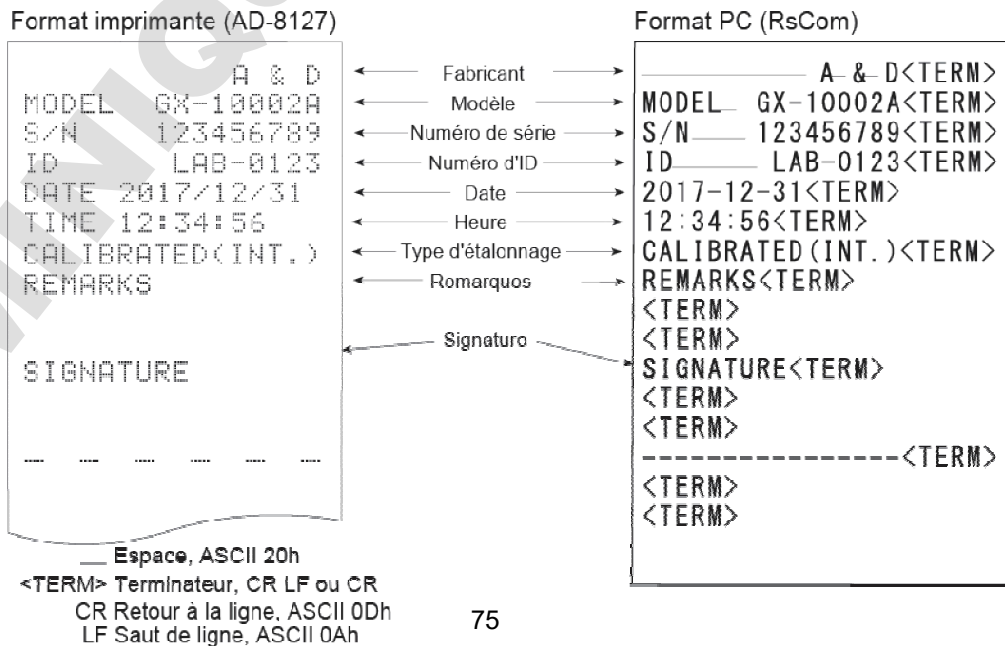 Format imprimante (AD-8127)
A & D
MODEL GX-10002A
S/N 123456789
ID LAB-0123
DATE 2017/12/31
TIME 12:34:56
CALIBRATED(INT.)
REMARKS
SIGNATURE
-- -- -- -- -- --
Fabricant
Modèle
Numéro de série
Numéro d'ID
Date
Heure
Type d'étalonnage
Romarquos
Signaturo
Format PC (RsCom)
A & D<TERM>
MODEL GX-10002A<TERM>
S/N 123456789<TERM>
ID LAB-0123<TERM>
2017-12-31<TERM>
12:34:56<TERM>
CALIBRATED(INT.)<TERM>
REMARKS<TERM>
<TERM>
<TERM>
SIGNATURE<TERM>
<TERM>
<TERM>
----------------<TERM>
<TERM>
<TERM>
__ Espace, ASCII 20h
<TERM> Terminateur, CR LF ou CR
CR Retour à la ligne, ASCII 0Dh
LF Saut de ligne, ASCII 0Ah
75